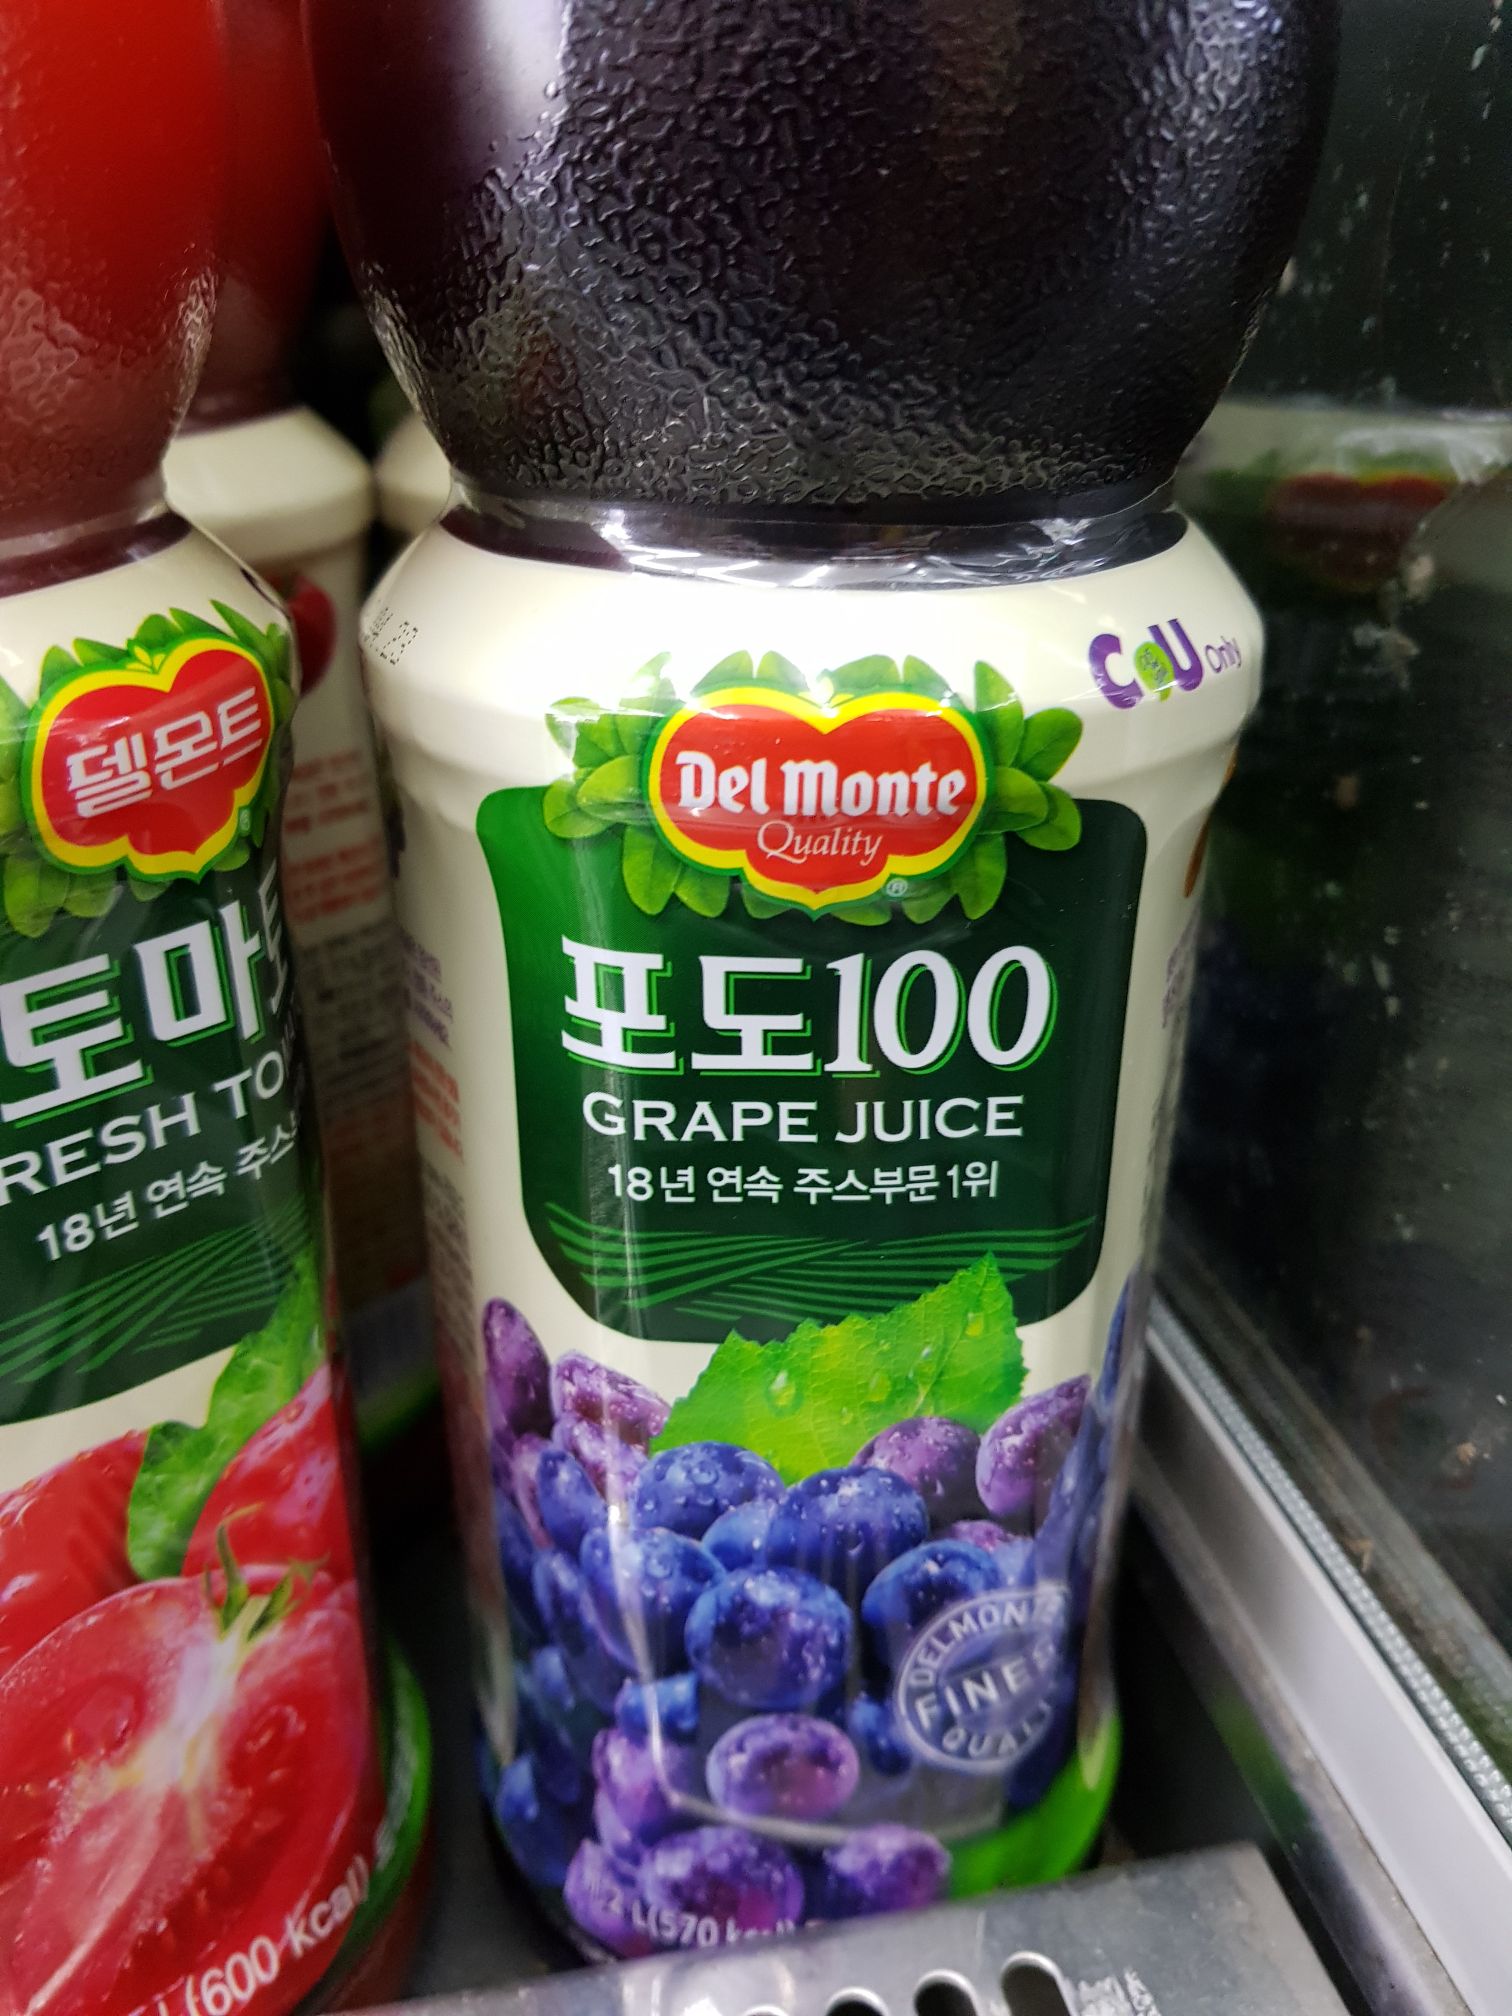 델몬트
토마토
RESH TO
18년 연속 주스
(600 kcal)
CU Only
Del Monte
Quality
포도100
GRAPE JUICE
18년 연속 주스부문 1위
DELMONTE
FINEST
QUALITY
L(570 kcal)